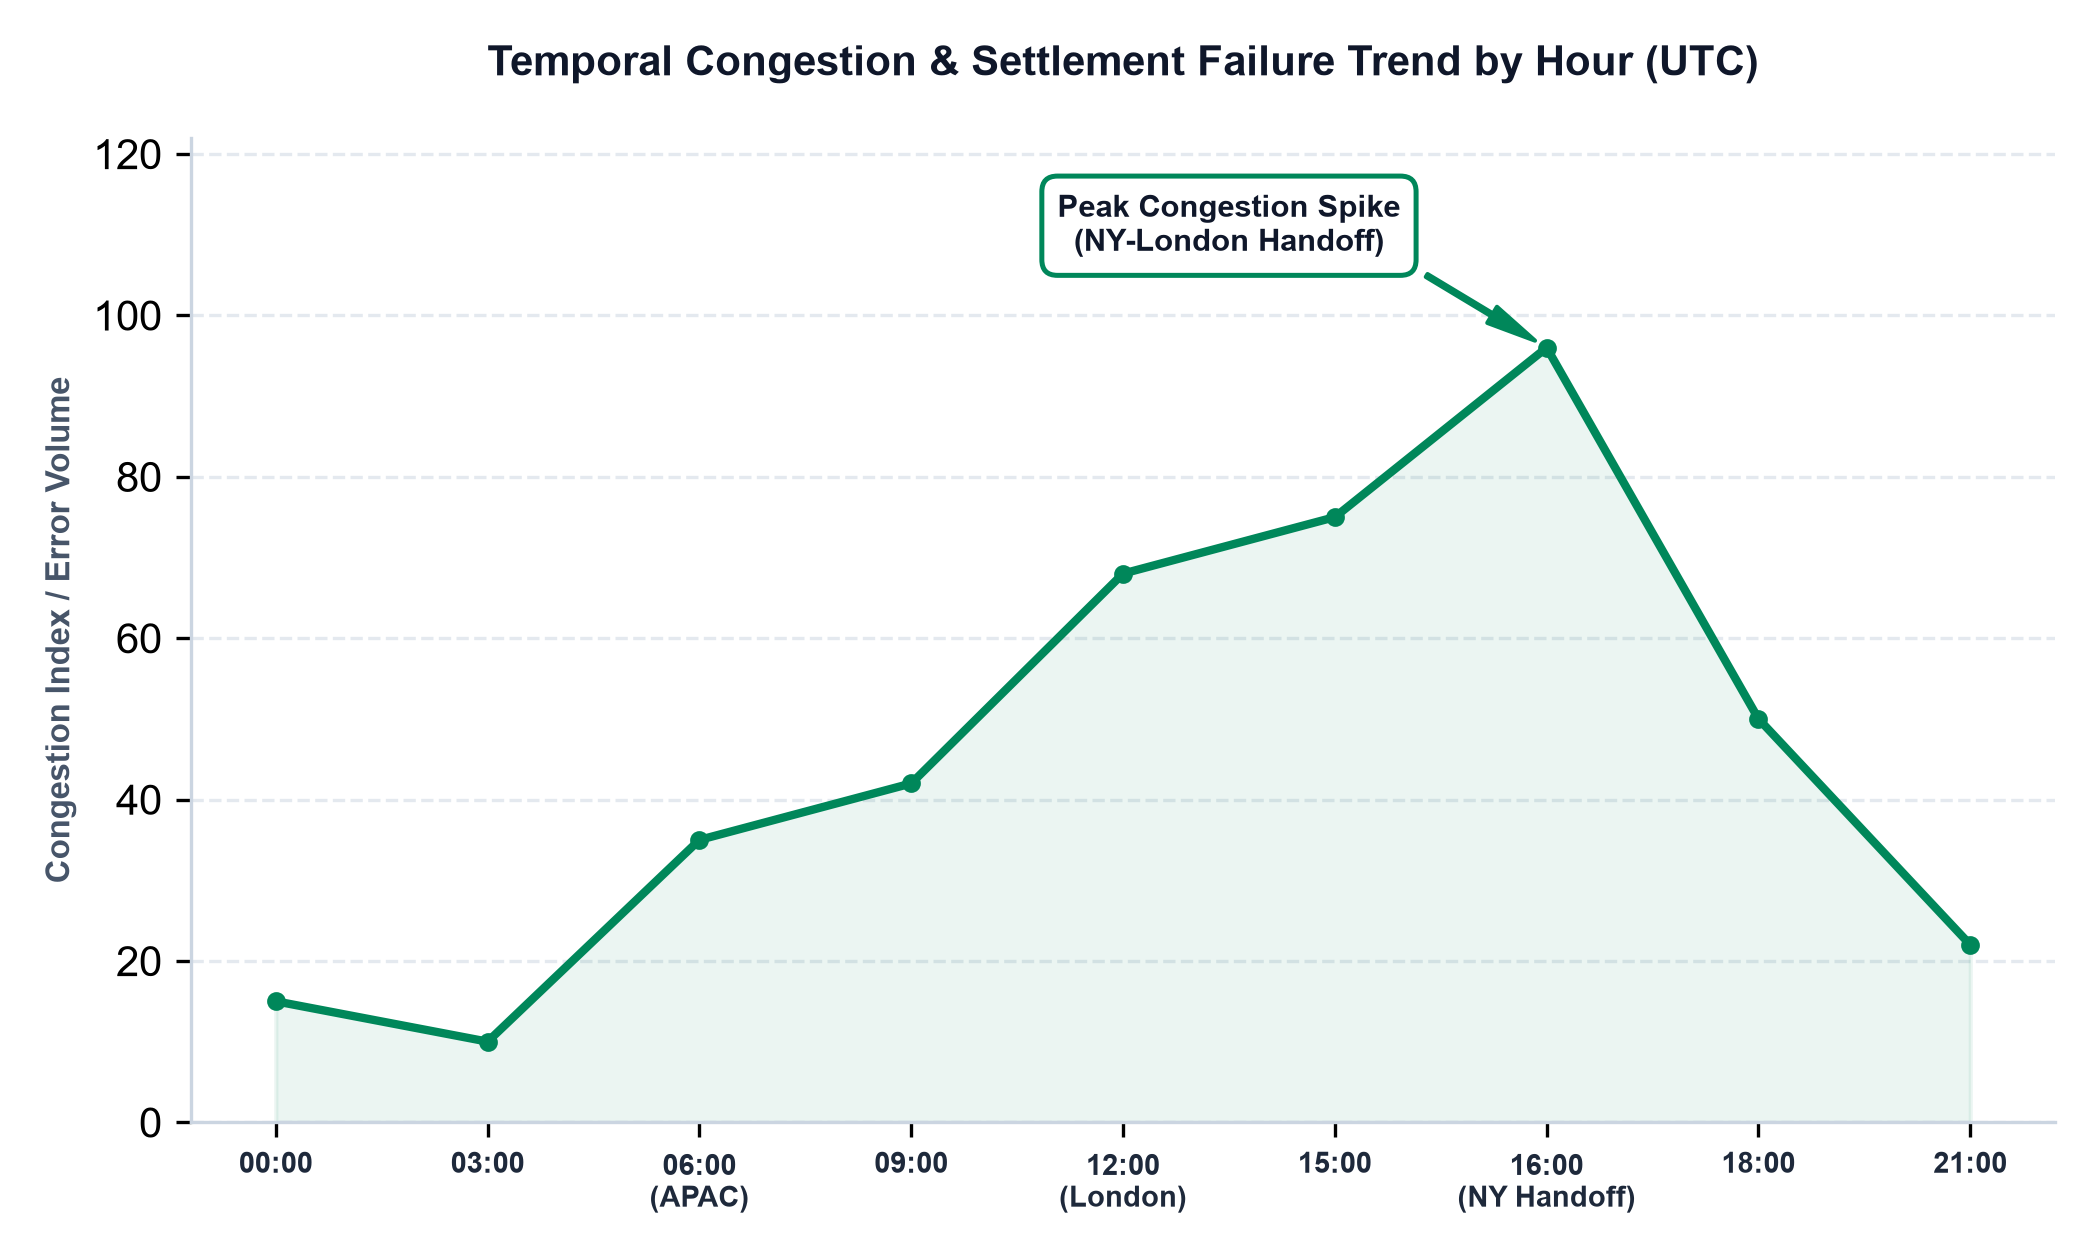 Temporal Congestion & Settlement Failure Trend by Hour (UTC)
120
Peak Congestion Spike
(NY-London Handoff)
100
80
60
40
20
0
Congestion Index / Error Volume
00:00
03:00
06:00
(APAC)
09:00
12:00
(London)
15:00
16:00
(NY Handoff)
18:00
21:00